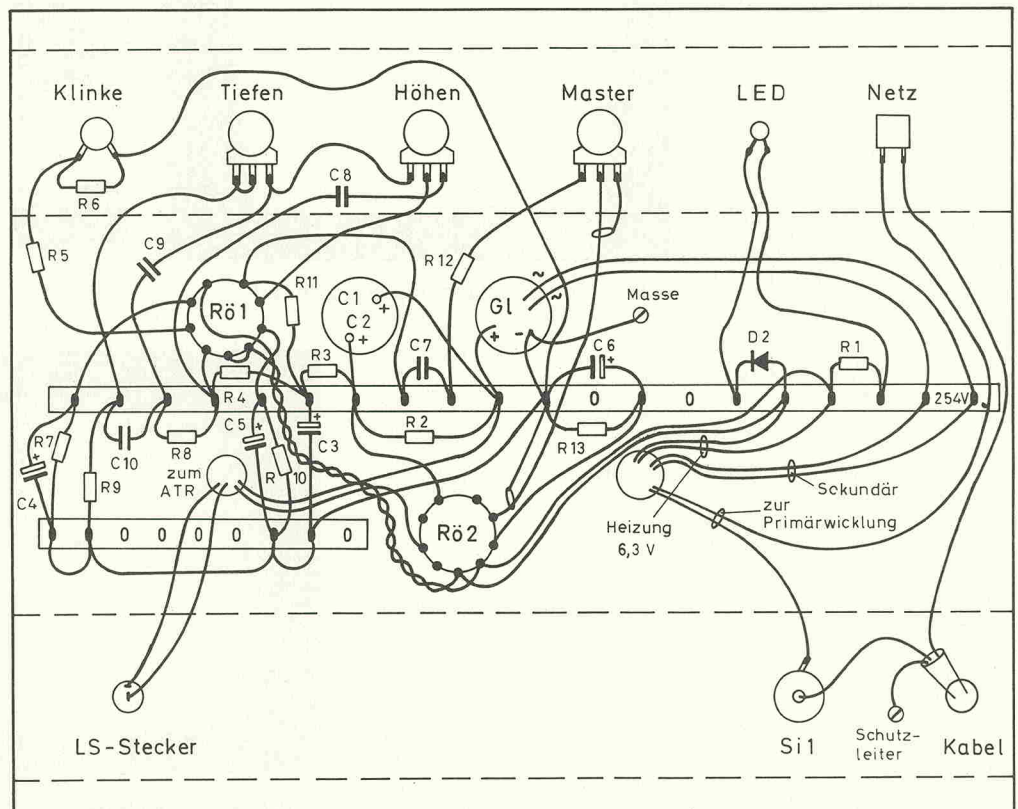 Klinke
Tiefen
Höhen
Master
LED
Netz
R6
C8
R5
C9
R12
~
~
Rö1
R11
C1
+
C2
+
Gl
+
-
Masse
C7
C6
+
D2
R1
R3
R4
R2
0
0
0
254V
R7
C10
R8
C5
+
R10
C3
+
R13
zum
ATR
R9
C4
+
Sekundär
zur
Primärwicklung
Heizung
6,3 V
Rö2
0
0
0
0
0
LS-Stecker
Si1
Schutz-
leiter
Kabel